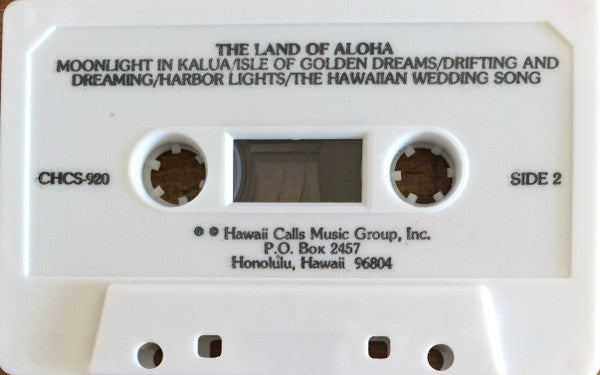 THE LAND OF ALOHA
MOONLIGHT IN KALUA/ISLE OF GOLDEN DREAMS/DRIFTING AND
DREAMING/HARBOR LIGHTS/THE HAWAIIAN WEDDING SONG
CHCS-920
SIDE 2
℗ © Hawaii Calls Music Group, Inc.
P.O. Box 2457
Honolulu, Hawaii 96804